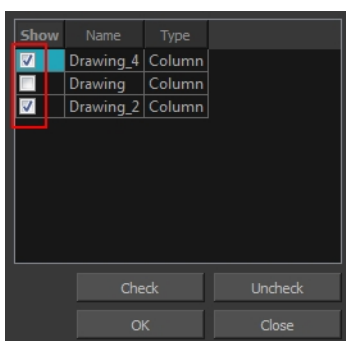 Show Name Type
Drawing_4 Column
Drawing Column
Drawing_2 Column
Check Uncheck
OK Close